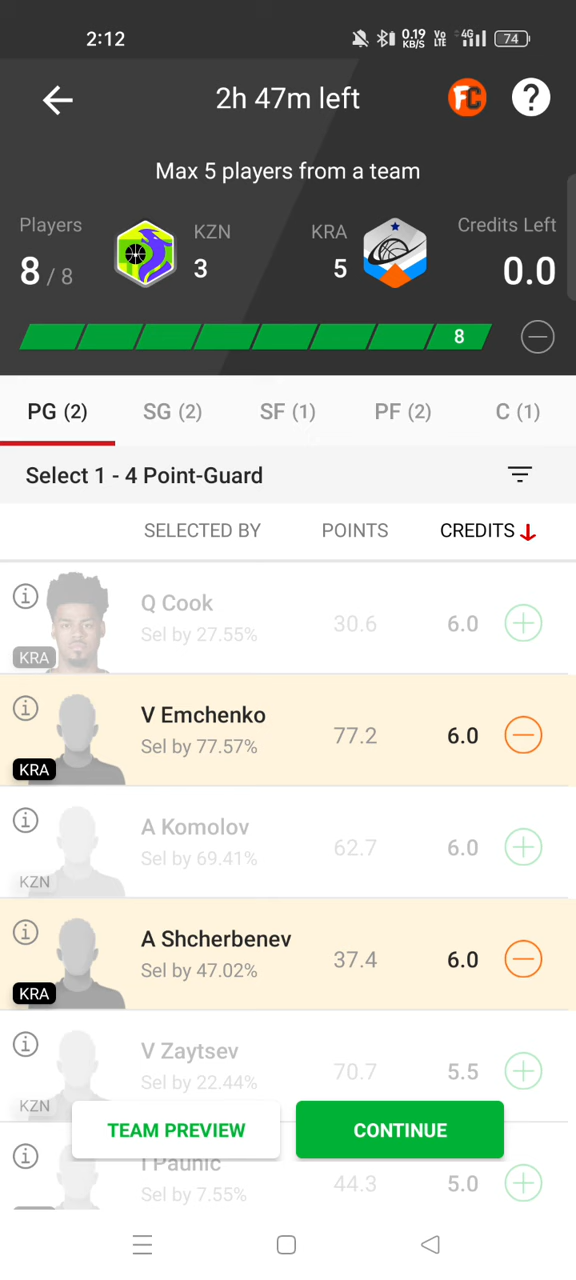 2:12
0.19
KB/S
Vo
LTE
4G
74
2h 47m left
FC
?
Max 5 players from a team
Players
KZN
KRA
Credits Left
8 / 8
3
5
0.0
8
PG (2)
SG (2)
SF (1)
PF (2)
C (1)
Select 1 - 4 Point-Guard
SELECTED BY
POINTS
CREDITS
Q Cook
Sel by 27.55%
30.6
6.0
KRA
V Emchenko
Sel by 77.57%
77.2
6.0
KRA
A Komolov
Sel by 69.41%
62.7
6.0
KZN
A Shcherbenev
Sel by 47.02%
37.4
6.0
KRA
V Zaytsev
Sel by 22.44%
70.7
5.5
KZN
TEAM PREVIEW
CONTINUE
I Paunic
Sel by 7.55%
44.3
5.0